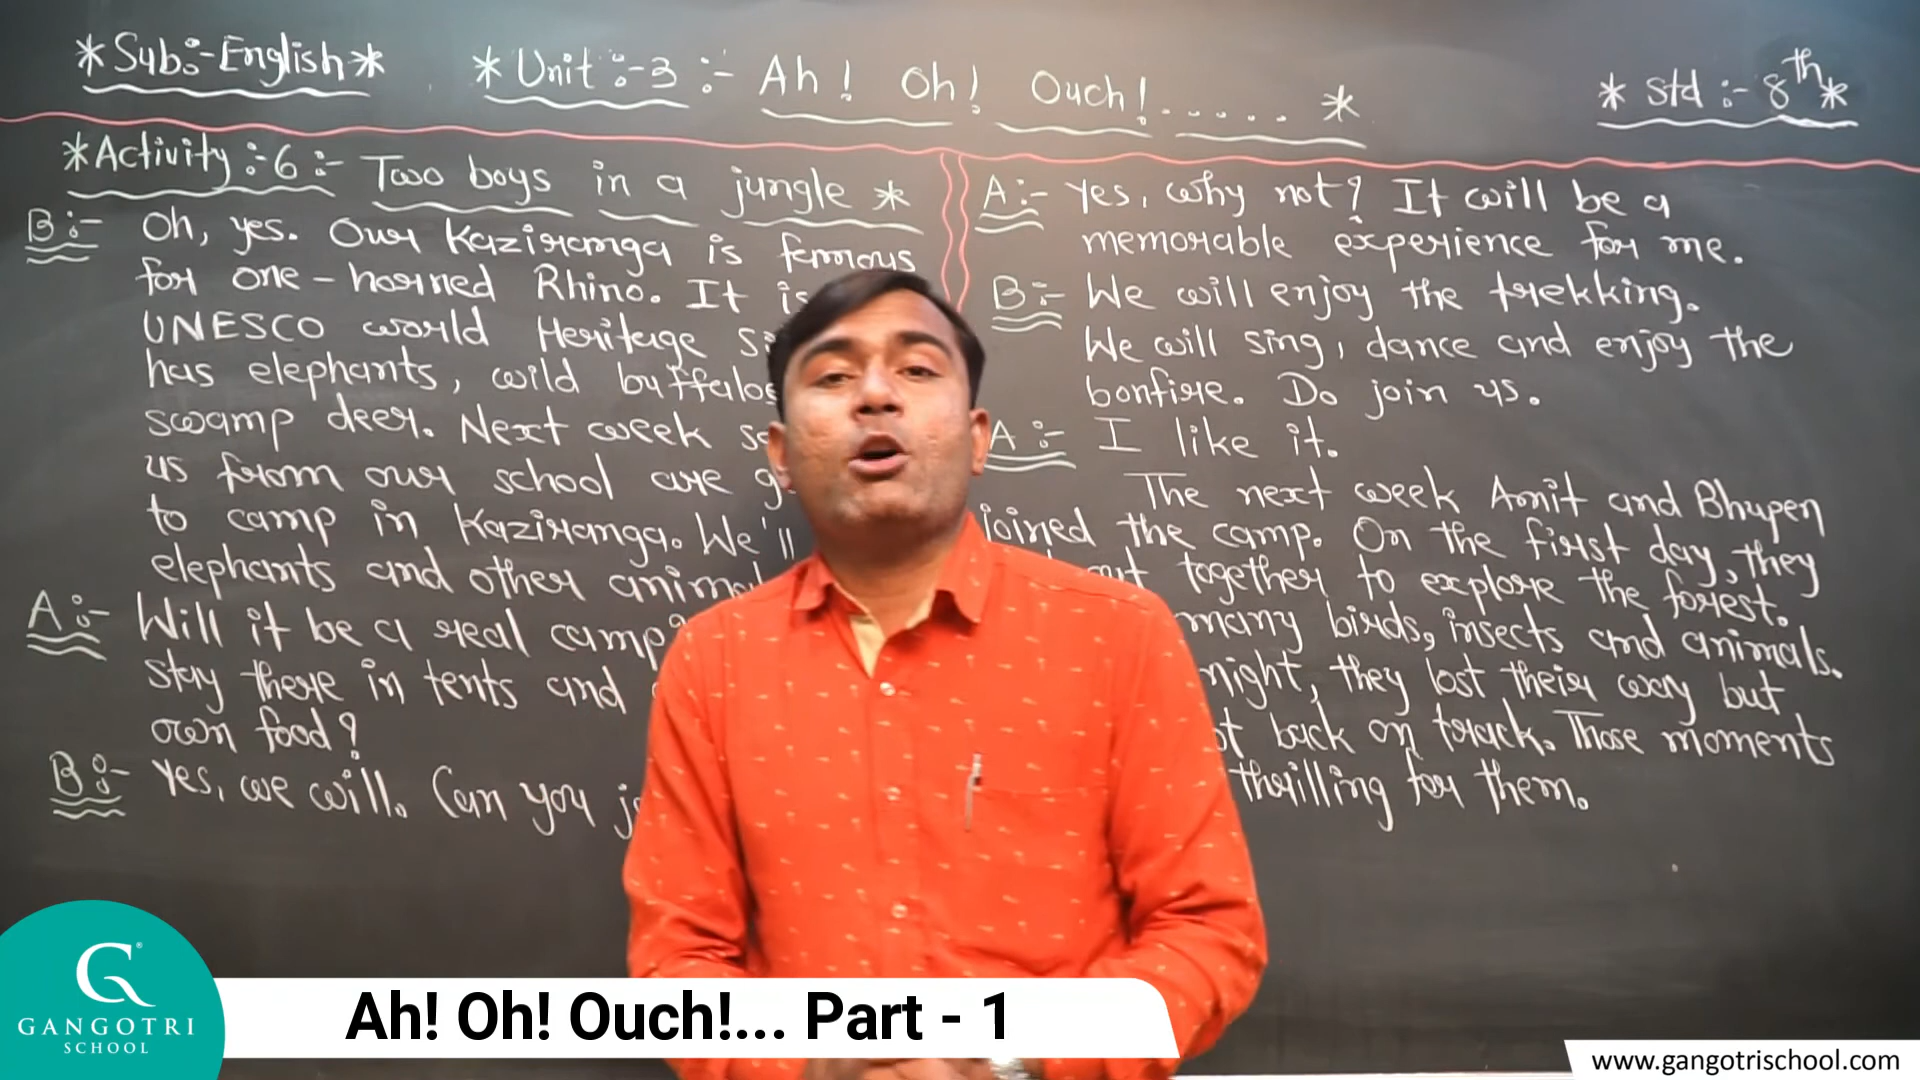 *Sub:-English* *Unit:-3:- Ah! Oh! Ouch!...... * * Std :- 8th*
*Activity:-6:- Two boys in a jungle *
B:- Oh, yes. Our Kaziranga is famous
for one-horned Rhino. It is
UNESCO world Heritage
has elephants, wild buffalos
swamp deer. Next week
us from our school are
to camp in Kaziranga. We'll
elephants and other
A:- Will it be a real camp?
stay there in tents and
own food?
B:- Yes, we will. Can you
A:- Yes, why not? It will be a
memorable experience for me.
B:- We will enjoy the trekking.
We will sing, dance and enjoy the
bonfire. Do join us.
A:- I like it.
The next week Amit and Bhupen
joined the camp. On the first day, they
together to explore the forest.
many birds, insects and animals.
night, they lost their way but
back on track. Those moments
thrilling for them.
Ah! Oh! Ouch!... Part - 1
G
GANGOTRI
SCHOOL
www.gangotrischool.com